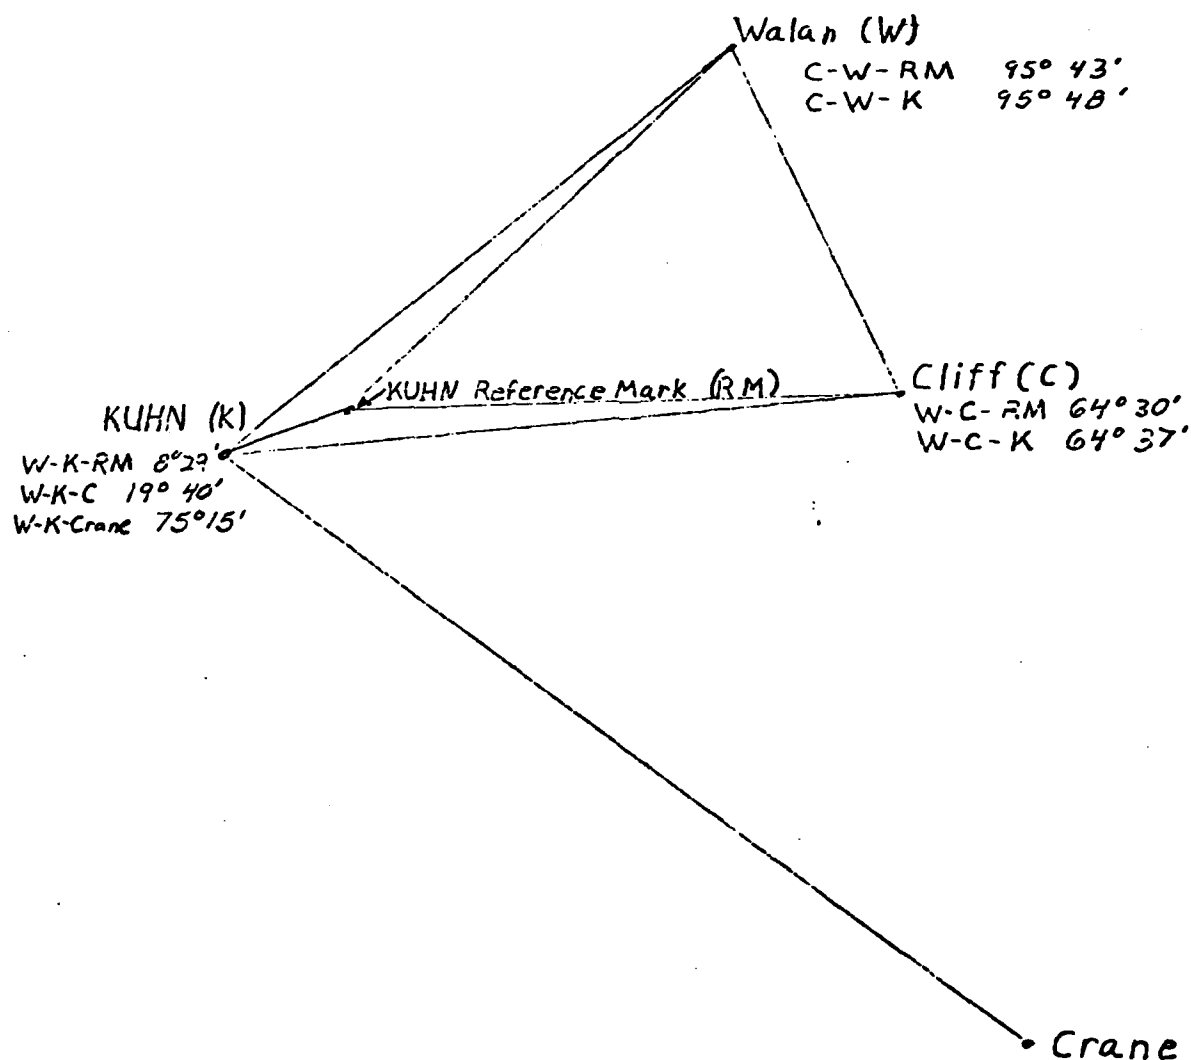 Walan (W)
C-W-RM 95° 43'
C-W-K 95° 48'
KUHN Reference Mark (RM)
Cliff (C)
W-C-RM 64° 30'
W-C-K 64° 37'
KUHN (K)
W-K-RM
W-K-C 19° 40'
W-K-Crane 75° 15'
Crane